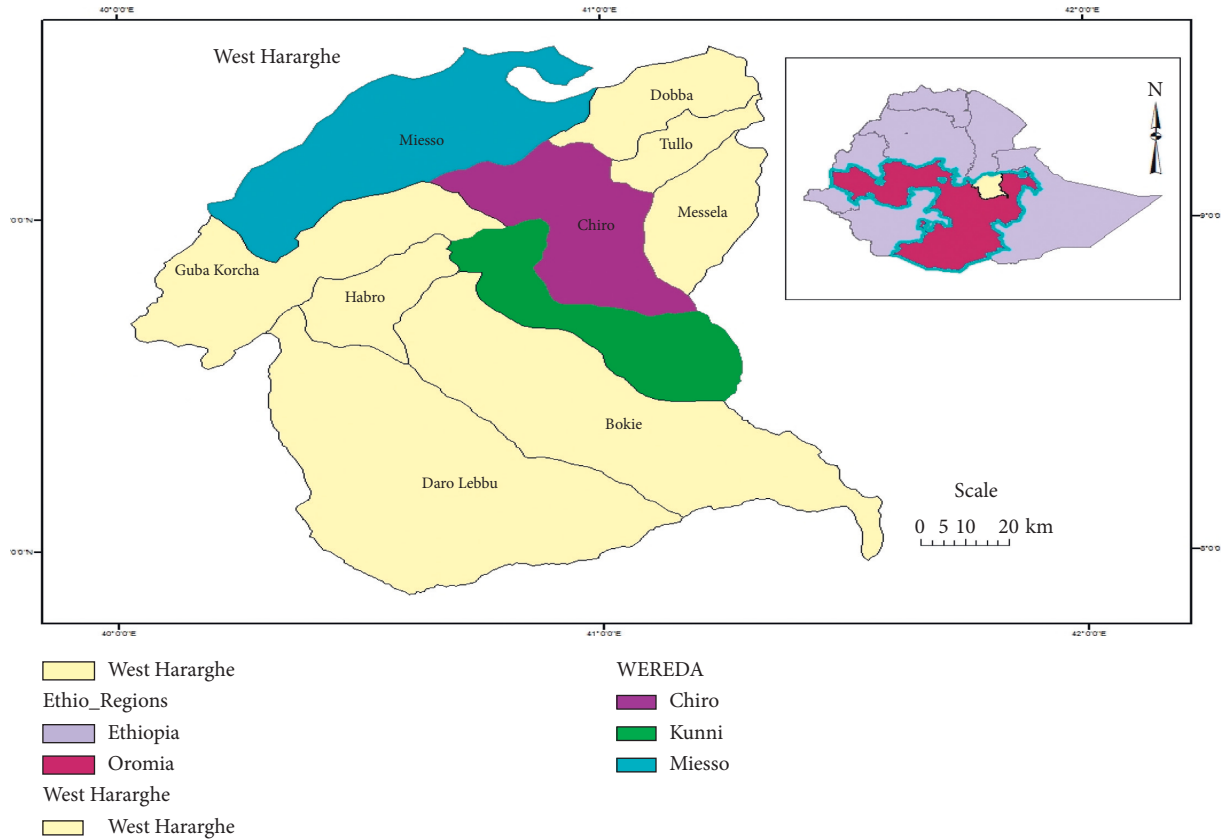 40°0'0"E 41°0'0"E 42°0'0"E
West Hararghe
N
Dobba
Tullo
Miesso
Messela
Chiro
Guba Korcha
Habro
Bokie
Daro Lebbu
Scale
0 5 10 20 km
40°0'0"E 41°0'0"E 42°0'0"E
West Hararghe
Ethio_Regions
Ethiopia
Oromia
West Hararghe
West Hararghe
WEREDA
Chiro
Kunni
Miesso